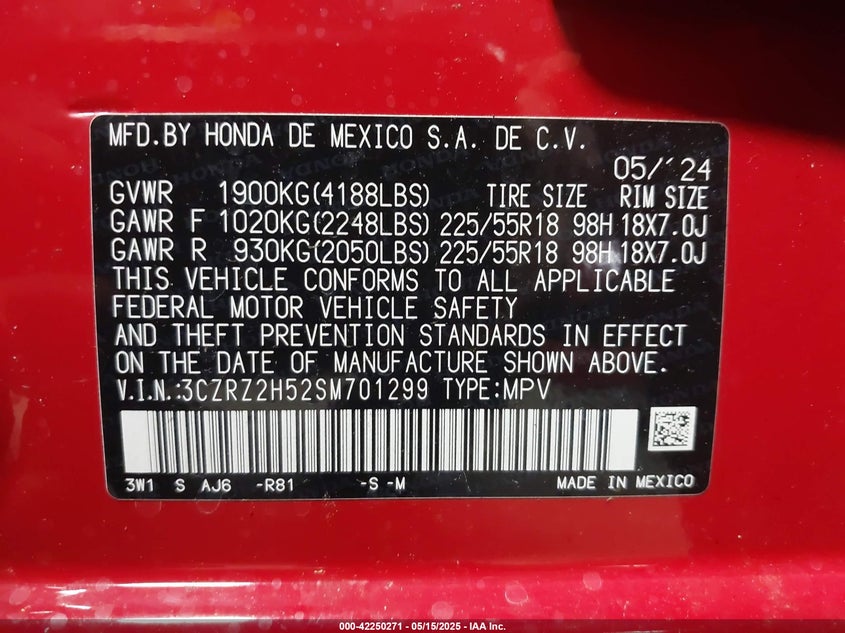 MFD.BY HONDA DE MEXICO S.A. DE C.V.
05/'24
GVWR 1900KG(4188LBS) TIRE SIZE RIM SIZE
GAWR F 1020KG(2248LBS) 225/55R18 98H 18X7.0J
GAWR R 930KG(2050LBS) 225/55R18 98H 18X7.0J
THIS VEHICLE CONFORMS TO ALL APPLICABLE
FEDERAL MOTOR VEHICLE SAFETY
AND THEFT PREVENTION STANDARDS IN EFFECT
ON THE DATE OF MANUFACTURE SHOWN ABOVE.
V.I.N.:3CZRZ2H52SM701299 TYPE:MPV
3W1 S AJ6 -R81 -S -M MADE IN MEXICO
000-42250271 - 05/15/2025 - IAA Inc.